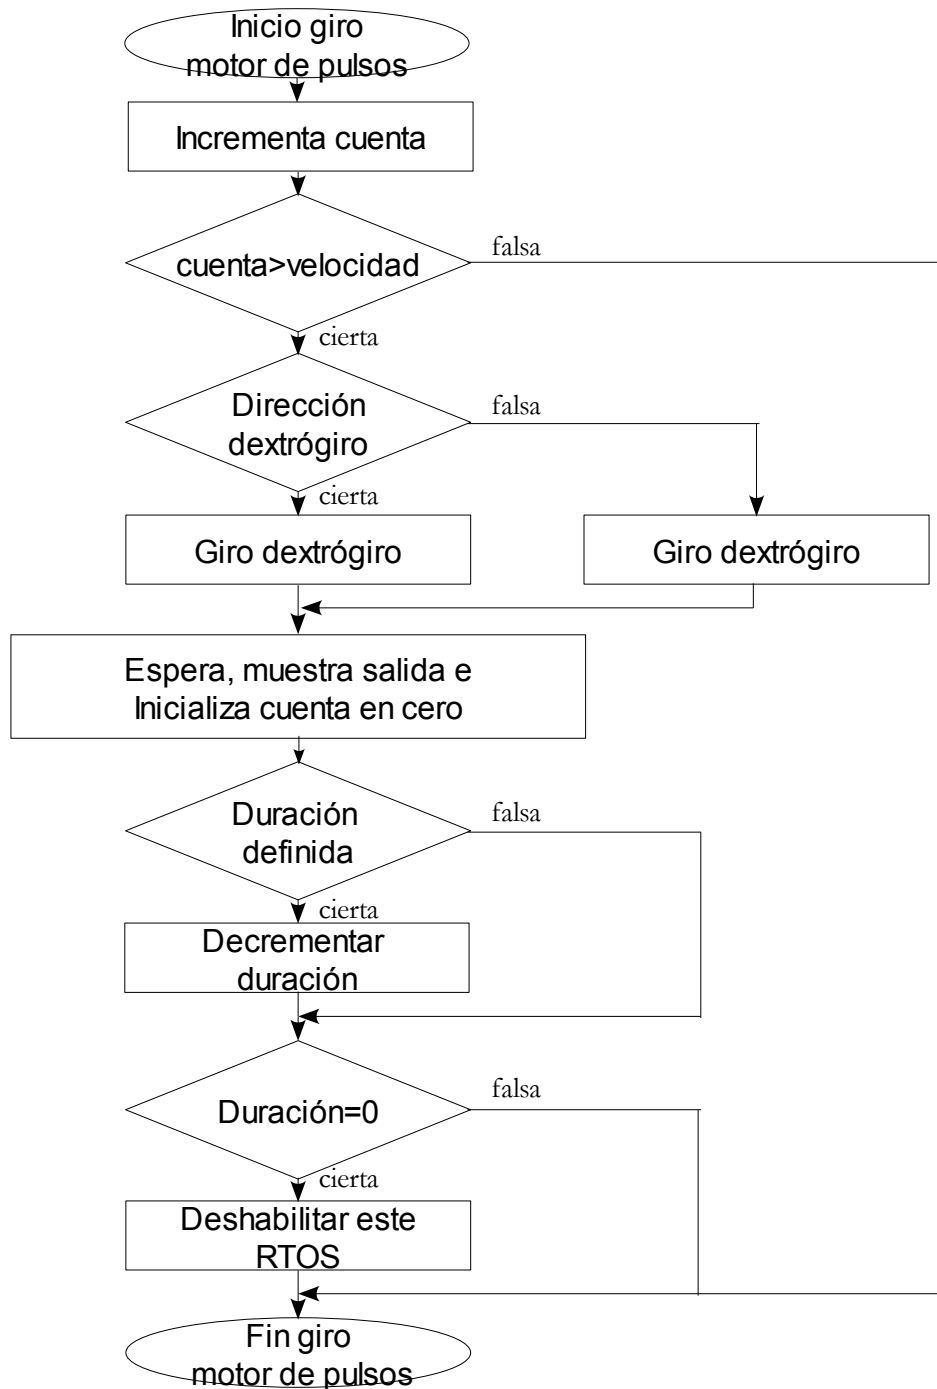 Inicio giro
motor de pulsos
Incrementa cuenta
cuenta>velocidad
falsa
cierta
Dirección
dextrógiro
falsa
cierta
Giro dextrógiro
Giro dextrógiro
Espera, muestra salida e
Inicializa cuenta en cero
Duración
definida
falsa
cierta
Decrementar
duración
Duración=0
falsa
cierta
Deshabilitar este
RTOS
Fin giro
motor de pulsos